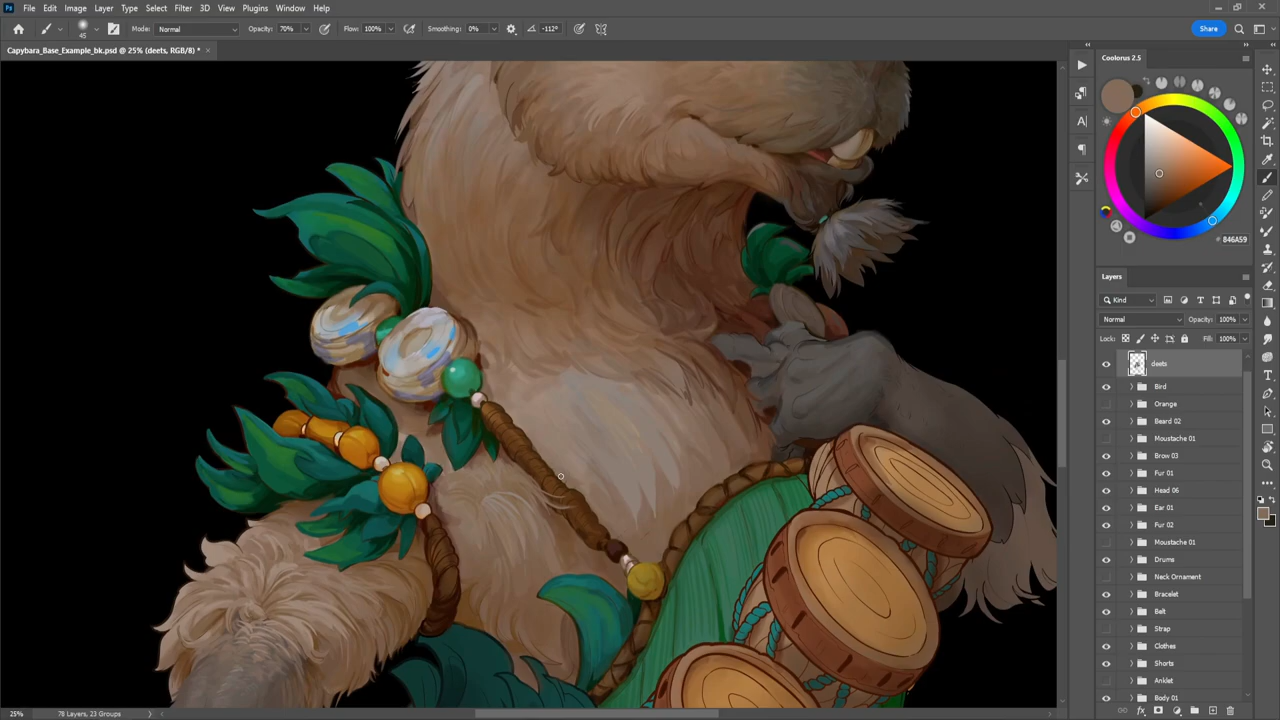 File Edit Image Layer Type Select Filter 3D View Plugins Window Help
45 Mode: Normal Opacity: 70% Flow: 100% Smoothing: 0% -112° Share
Capybara_Base_Example_bk.psd @ 25% (deets, RGB/8) *
Coolorus 2.5
846A59
Layers
Kind
Normal Opacity: 100%
Lock: Fill: 100%
deets
Bird
Orange
Beard 02
Moustache 01
Brow 03
Fur 01
Head 06
Ear 01
Fur 02
Moustache 01
Drums
Neck Ornament
Bracelet
Belt
Strap
Clothes
Shorts
Anklet
Body 01
25% 78 Layers, 23 Groups